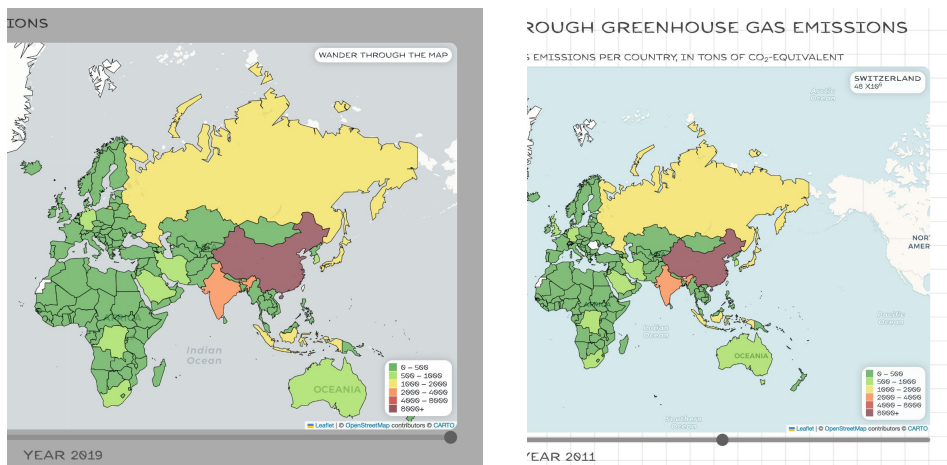 IONS
WANDER THROUGH THE MAP
Indian
Ocean
OCEANIA
0 – 500
500 – 1000
1000 – 2000
2000 – 4000
4000 – 8000
8000+
Leaflet | © OpenStreetMap contributors © CARTO
YEAR 2019
ROUGH GREENHOUSE GAS EMISSIONS
S EMISSIONS PER COUNTRY, IN TONS OF CO₂-EQUIVALENT
SWITZERLAND
48 X10⁶
Arctic
Ocean
NOR
AMER
Pacific
Ocean
Indian
Ocean
OCEANIA
Southern
Ocean
0 – 500
500 – 1000
1000 – 2000
2000 – 4000
4000 – 8000
8000+
Leaflet | © OpenStreetMap contributors © CARTO
YEAR 2011